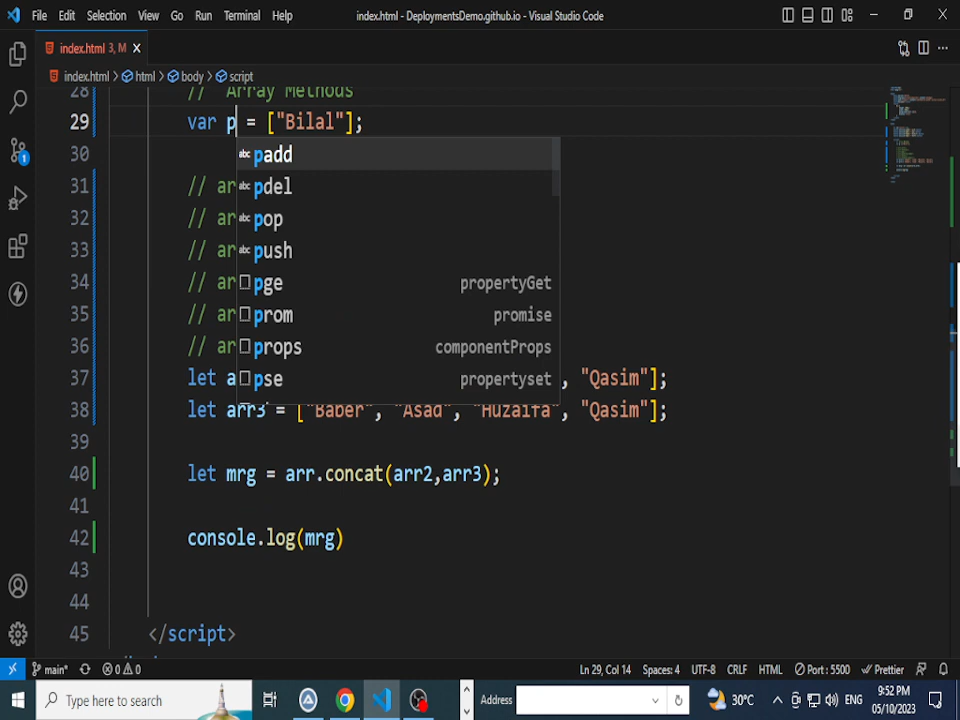 File Edit Selection View Go Run Terminal Help index.html - DeploymentsDemo.github.io - Visual Studio Code
index.html 3, M
index.html > html > body > script
28 // Array Methods
29 var p = ["Bilal"];
30 padd
31 // ar pdel
32 // ar pop
33 // ar push
34 // ar pge propertyGet
35 // ar prom promise
36 // ar props componentProps
37 let a pse propertyset , "Qasim"];
38 let arr3 = ["Baber", "Asad", "Huzaifa", "Qasim"];
39
40 let mrg = arr.concat(arr2,arr3);
41
42 console.log(mrg)
43
44
45 </script>
main* 0 0 Ln 29, Col 14 Spaces: 4 UTF-8 CRLF HTML Port : 5500 Prettier
Type here to search Address 30°C ENG 9:52 PM
05/10/2023
1